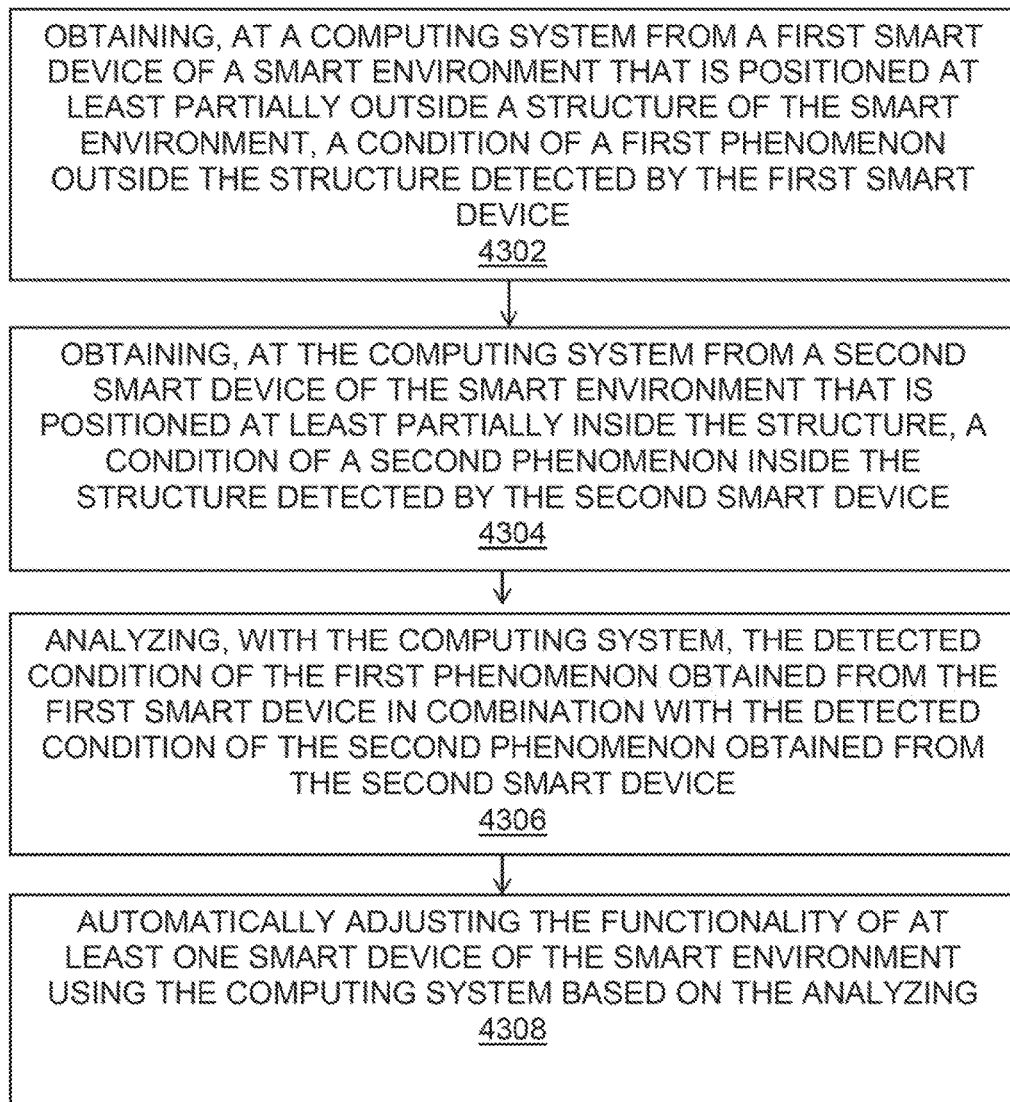 OBTAINING, AT A COMPUTING SYSTEM FROM A FIRST SMART
DEVICE OF A SMART ENVIRONMENT THAT IS POSITIONED AT
LEAST PARTIALLY OUTSIDE A STRUCTURE OF THE SMART
ENVIRONMENT, A CONDITION OF A FIRST PHENOMENON
OUTSIDE THE STRUCTURE DETECTED BY THE FIRST SMART
DEVICE
4302
OBTAINING, AT THE COMPUTING SYSTEM FROM A SECOND
SMART DEVICE OF THE SMART ENVIRONMENT THAT IS
POSITIONED AT LEAST PARTIALLY INSIDE THE STRUCTURE, A
CONDITION OF A SECOND PHENOMENON INSIDE THE
STRUCTURE DETECTED BY THE SECOND SMART DEVICE
4304
ANALYZING, WITH THE COMPUTING SYSTEM, THE DETECTED
CONDITION OF THE FIRST PHENOMENON OBTAINED FROM THE
FIRST SMART DEVICE IN COMBINATION WITH THE DETECTED
CONDITION OF THE SECOND PHENOMENON OBTAINED FROM
THE SECOND SMART DEVICE
4306
AUTOMATICALLY ADJUSTING THE FUNCTIONALITY OF AT
LEAST ONE SMART DEVICE OF THE SMART ENVIRONMENT
USING THE COMPUTING SYSTEM BASED ON THE ANALYZING
4308